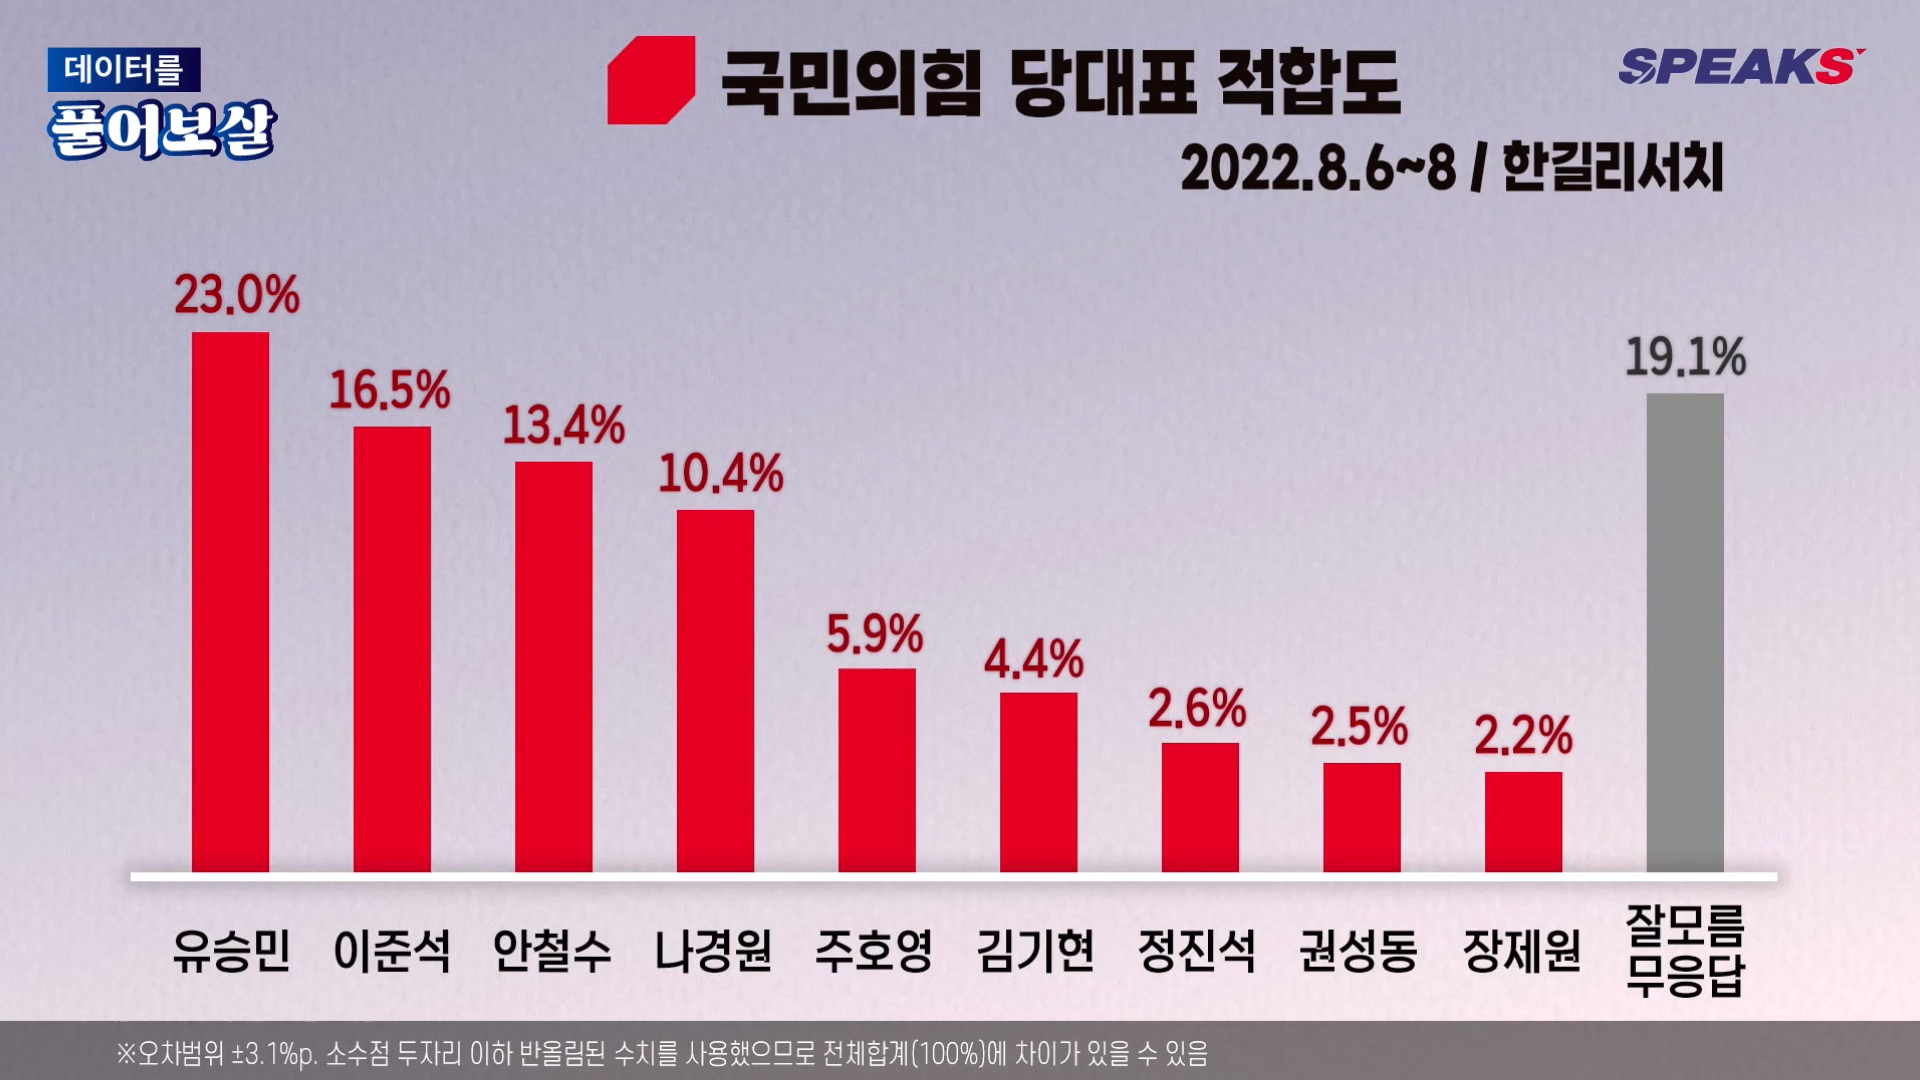 데이터를
풀어보살
국민의힘 당대표 적합도
SPEAKS
2022.8.6~8 / 한길리서치
23.0%
16.5%
13.4%
10.4%
5.9%
4.4%
2.6%
2.5%
2.2%
19.1%
유승민
이준석
안철수
나경원
주호영
김기현
정진석
권성동
장제원
잘모름
무응답
※오차범위 ±3.1%p. 소수점 두자리 이하 반올림된 수치를 사용했으므로 전체합계(100%)에 차이가 있을 수 있음